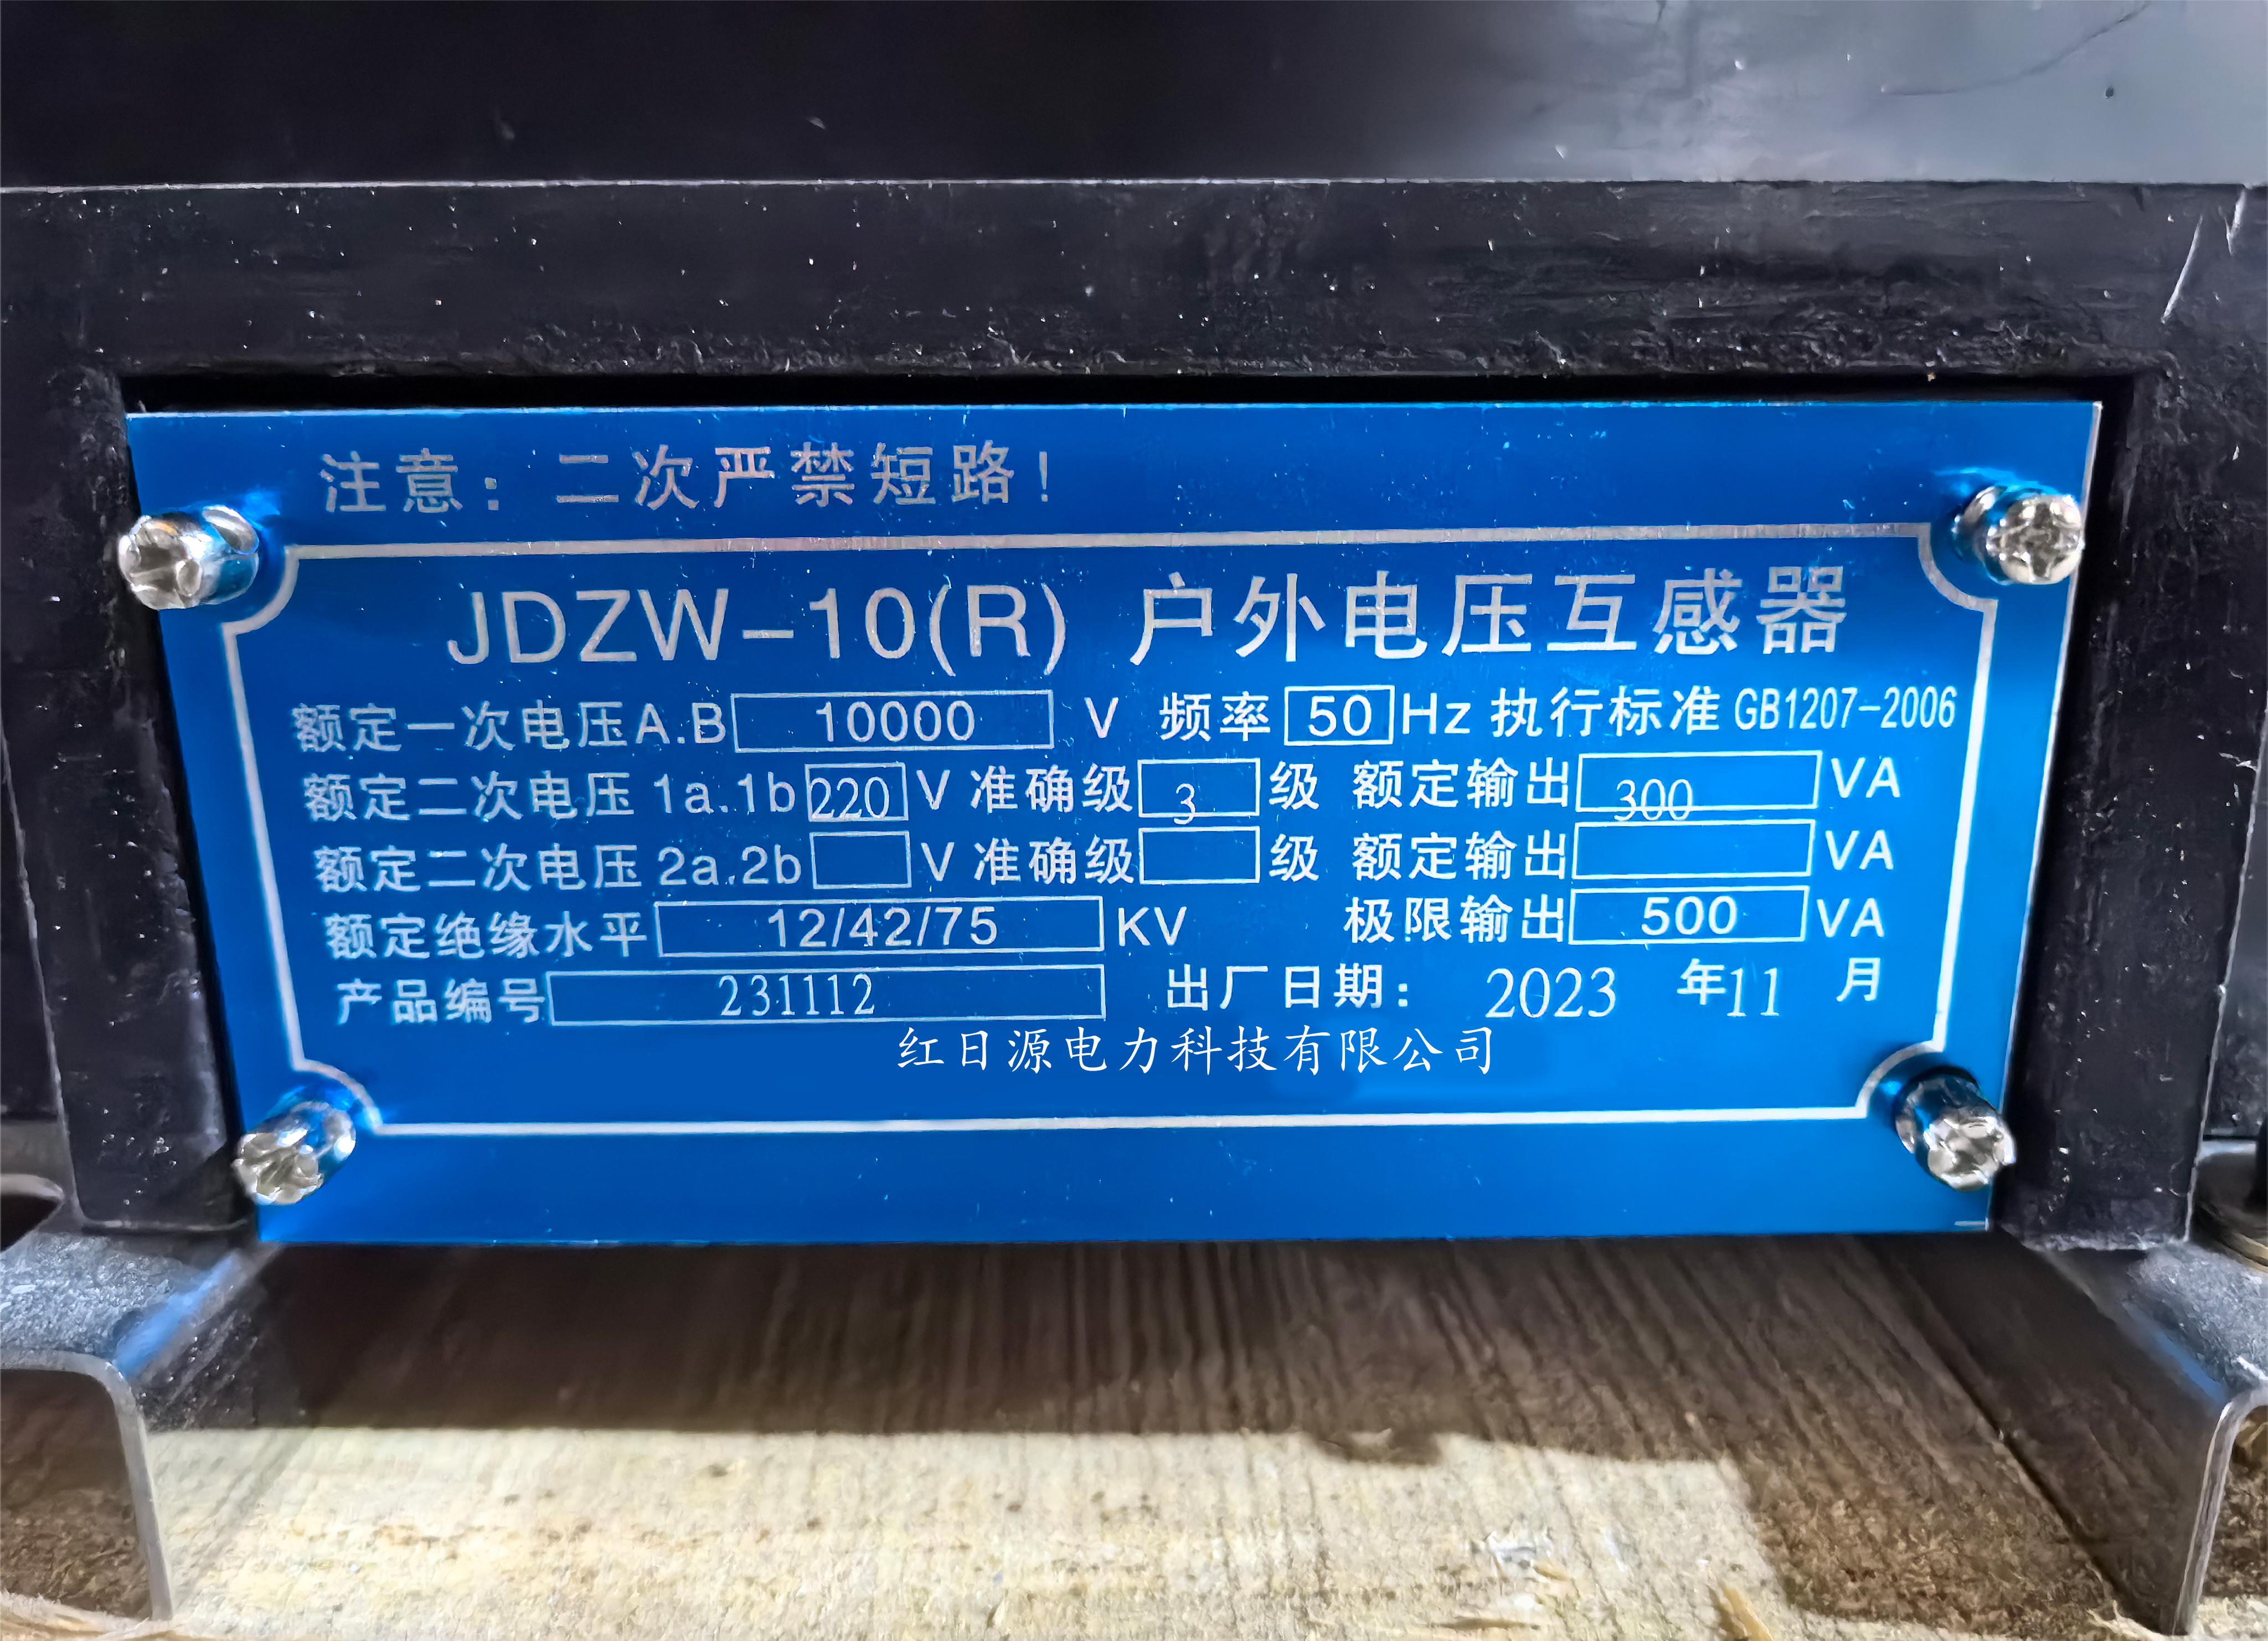 注意：二次严禁短路！
JDZW-10(R) 户外电压互感器
额定一次电压A.B 10000 V 频率 50 Hz 执行标准 GB1207-2006
额定二次电压 1a.1b 220 V 准确级 3 级 额定输出 300 VA
额定二次电压 2a.2b V 准确级 级 额定输出 VA
额定绝缘水平 12/42/75 KV 极限输出 500 VA
产品编号 231112 出厂日期： 2023 年 11 月
红日源电力科技有限公司